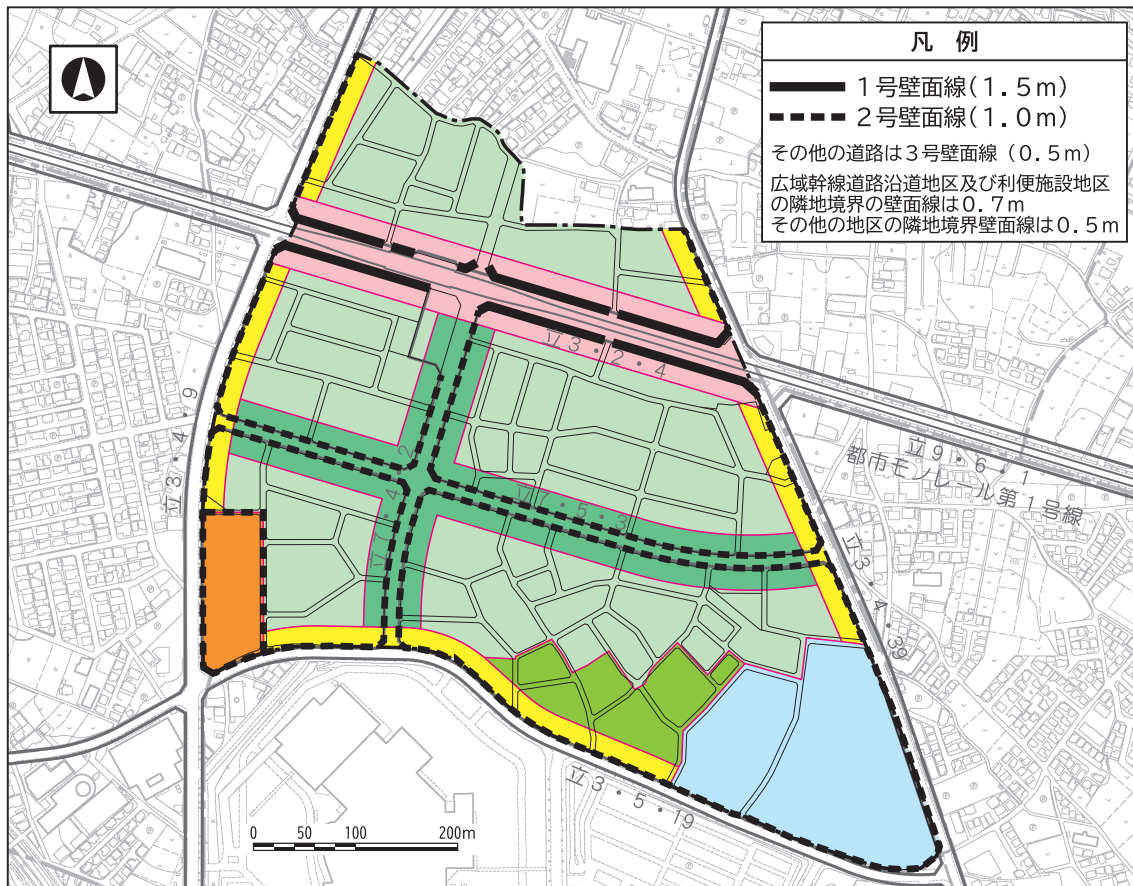 凡 例
1号壁面線(1.5m)
2号壁面線(1.0m)
その他の道路は3号壁面線(0.5m)
広域幹線道路沿道地区及び利便施設地区
の隣地境界の壁面線は0.7m
その他の地区の隣地境界壁面線は0.5m
立3・2・4
立3・4・9
立9・6・1
都市モノレール第1号線
立7・4・2
立7・5・3
立3・4・39
立3・5・19
0 50 100 200m